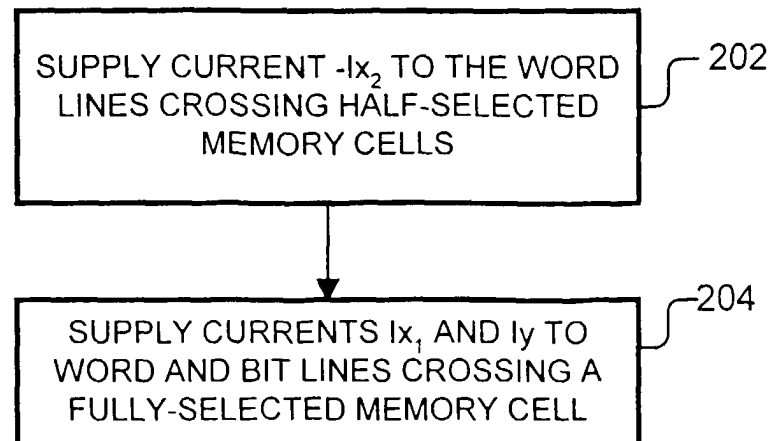 SUPPLY CURRENT -Ix₂ TO THE WORD
LINES CROSSING HALF-SELECTED
MEMORY CELLS
202
SUPPLY CURRENTS Ix₁ AND Iy TO
WORD AND BIT LINES CROSSING A
FULLY-SELECTED MEMORY CELL
204